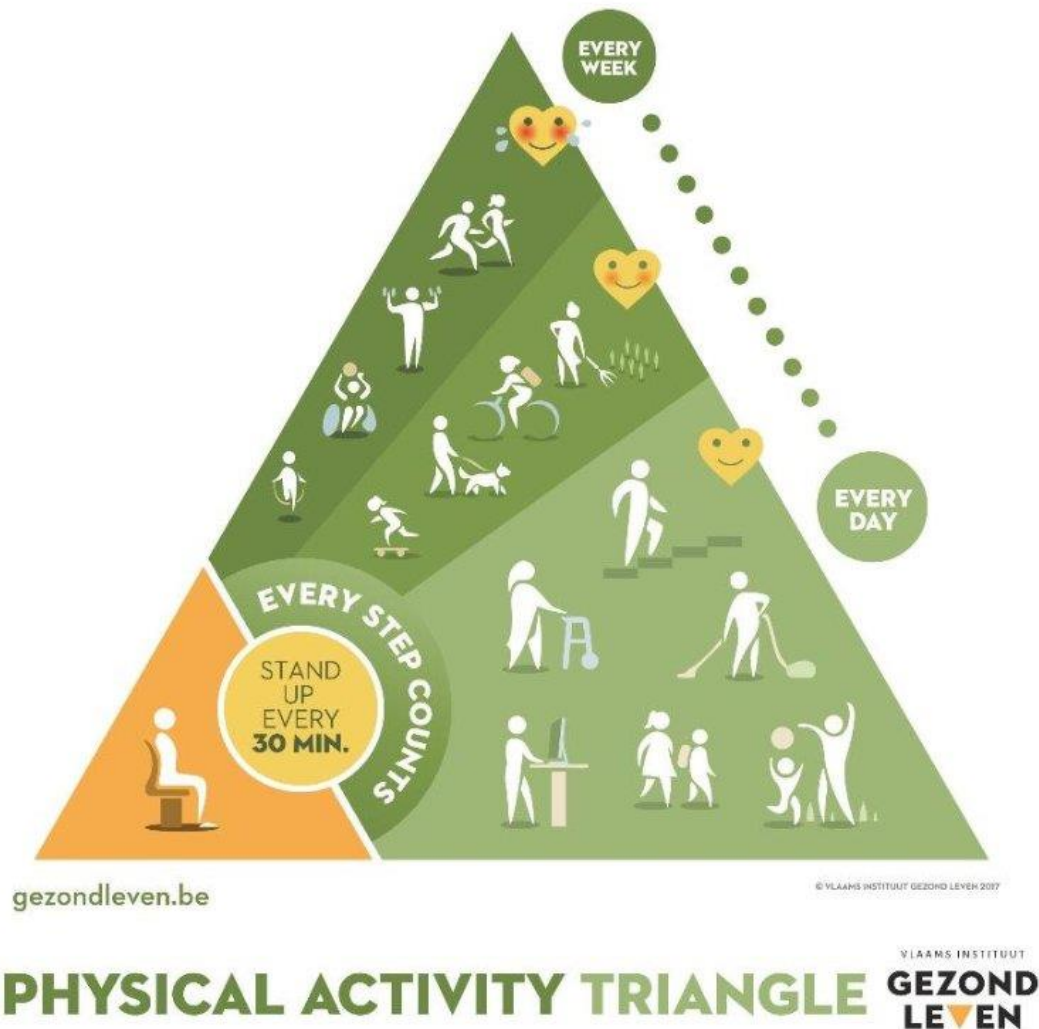 EVERY
WEEK
EVERY
DAY
EVERY STEP COUNTS
STAND
UP
EVERY
30 MIN.
gezondleven.be
© VLAAMS INSTITUUT GEZOND LEVEN 2017
PHYSICAL ACTIVITY TRIANGLE
VLAAMS INSTITUUT
GEZOND
LEVEN